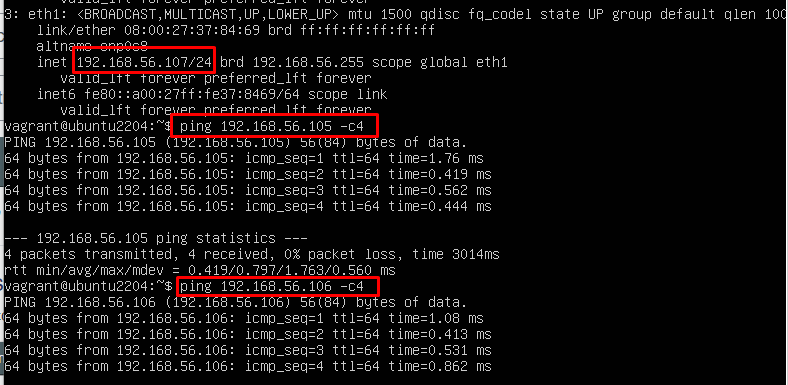 3: eth1: <BROADCAST,MULTICAST,UP,LOWER_UP> mtu 1500 qdisc fq_codel state UP group default qlen 100
link/ether 08:00:27:37:84:69 brd ff:ff:ff:ff:ff:ff
altname enp0s8
inet 192.168.56.107/24 brd 192.168.56.255 scope global eth1
valid_lft forever preferred_lft forever
inet6 fe80::a00:27ff:fe37:8469/64 scope link
valid_lft forever preferred_lft forever
vagrant@ubuntu2204:~$ ping 192.168.56.105 -c4
PING 192.168.56.105 (192.168.56.105) 56(84) bytes of data.
64 bytes from 192.168.56.105: icmp_seq=1 ttl=64 time=1.76 ms
64 bytes from 192.168.56.105: icmp_seq=2 ttl=64 time=0.419 ms
64 bytes from 192.168.56.105: icmp_seq=3 ttl=64 time=0.562 ms
64 bytes from 192.168.56.105: icmp_seq=4 ttl=64 time=0.444 ms
--- 192.168.56.105 ping statistics ---
4 packets transmitted, 4 received, 0% packet loss, time 3014ms
rtt min/avg/max/mdev = 0.419/0.797/1.763/0.560 ms
vagrant@ubuntu2204:~$ ping 192.168.56.106 -c4
PING 192.168.56.106 (192.168.56.106) 56(84) bytes of data.
64 bytes from 192.168.56.106: icmp_seq=1 ttl=64 time=1.08 ms
64 bytes from 192.168.56.106: icmp_seq=2 ttl=64 time=0.413 ms
64 bytes from 192.168.56.106: icmp_seq=3 ttl=64 time=0.531 ms
64 bytes from 192.168.56.106: icmp_seq=4 ttl=64 time=0.862 ms